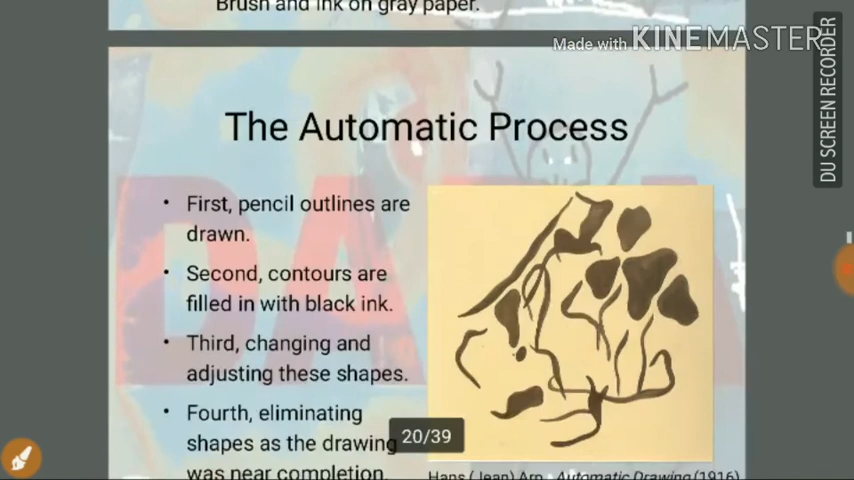 Brush and ink on gray paper.
Made with KINEMASTER
DU SCREEN RECORDER
The Automatic Process
• First, pencil outlines are
drawn.
• Second, contours are
filled in with black ink.
• Third, changing and
adjusting these shapes.
• Fourth, eliminating
shapes as the drawing
was near completion.
20/39
Hans (Jean) Arp, Automatic Drawing (1916)
DADA